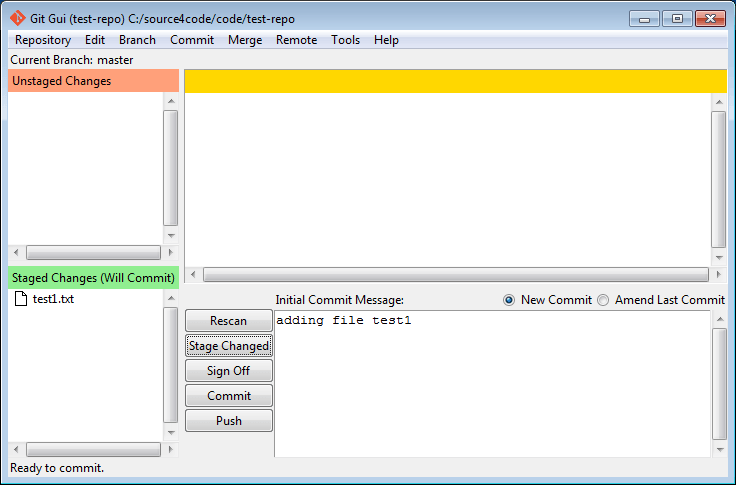 Git Gui (test-repo) C:/source4code/code/test-repo
Repository Edit Branch Commit Merge Remote Tools Help
Current Branch: master
Unstaged Changes
Staged Changes (Will Commit)
test1.txt
Initial Commit Message: New Commit Amend Last Commit
adding file test1
Rescan
Stage Changed
Sign Off
Commit
Push
Ready to commit.